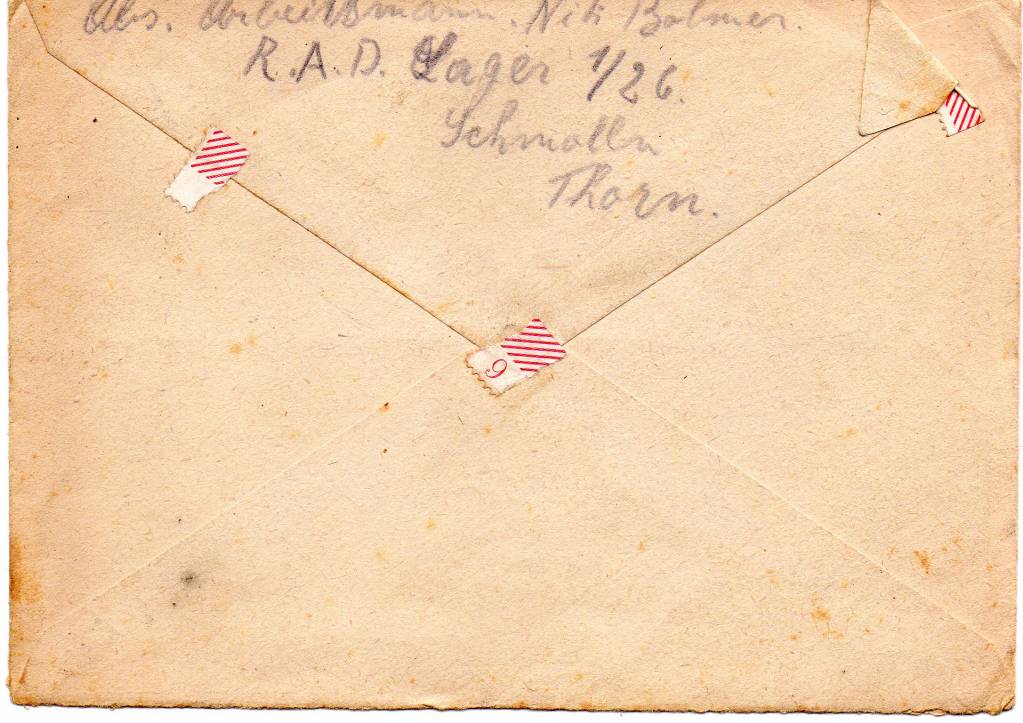 Abs. Arbeitsmann. Nik Bolmer.
R.A.D. Lager 1/26.
Schmolln
Thorn.
9